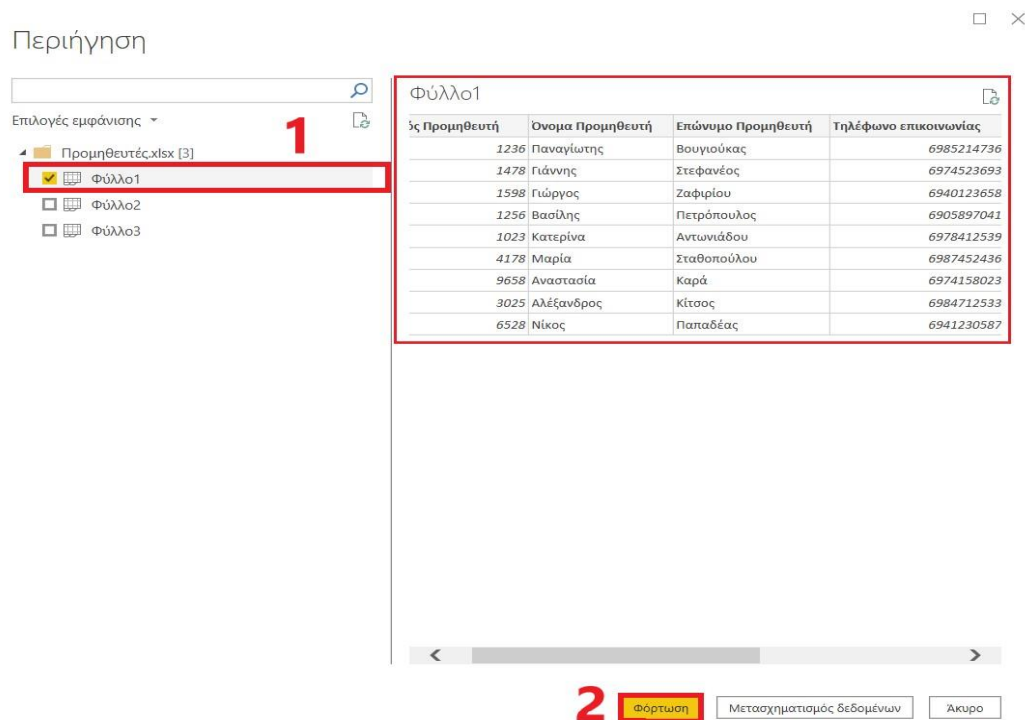 Περιήγηση
Επιλογές εμφάνισης
1
Προμηθευτές.xlsx [3]
Φύλλο1
Φύλλο2
Φύλλο3
Φύλλο1
ός Προμηθευτή Όνομα Προμηθευτή Επώνυμο Προμηθευτή Τηλέφωνο επικοινωνίας
1236 Παναγίωτης Βουγιούκας 6985214736
1478 Γιάννης Στεφανέος 6974523693
1598 Γιώργος Ζαφιρίου 6940123658
1256 Βασίλης Πετρόπουλος 6905897041
1023 Κατερίνα Αντωνιάδου 6978412539
4178 Μαρία Σταθοπούλου 6987452436
9658 Αναστασία Καρά 6974158023
3025 Αλέξανδρος Κίτσος 6984712533
6528 Νίκος Παπαδέας 6941230587
2 Φόρτωση Μετασχηματισμός δεδομένων Άκυρο